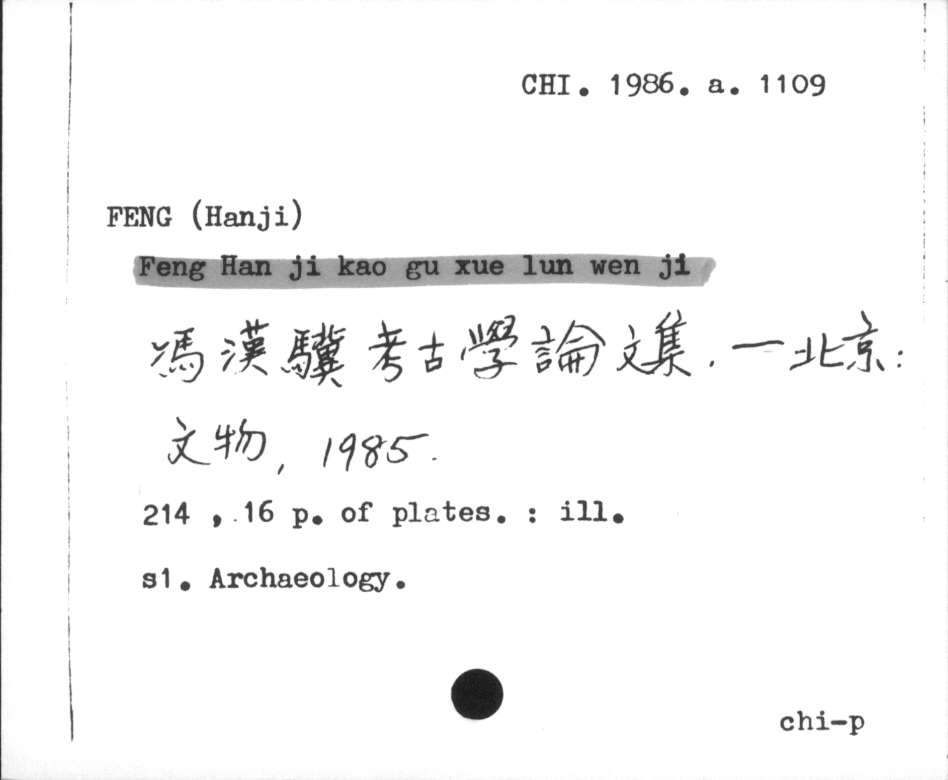 CHI. 1986. a. 1109
FENG (Hanji)
Feng Han ji kao gu xue lun wen ji
馮漢驥考古學論文集. — 北京:
文物, 1985.
214 , 16 p. of plates. : ill.
s1. Archaeology.
chi-p